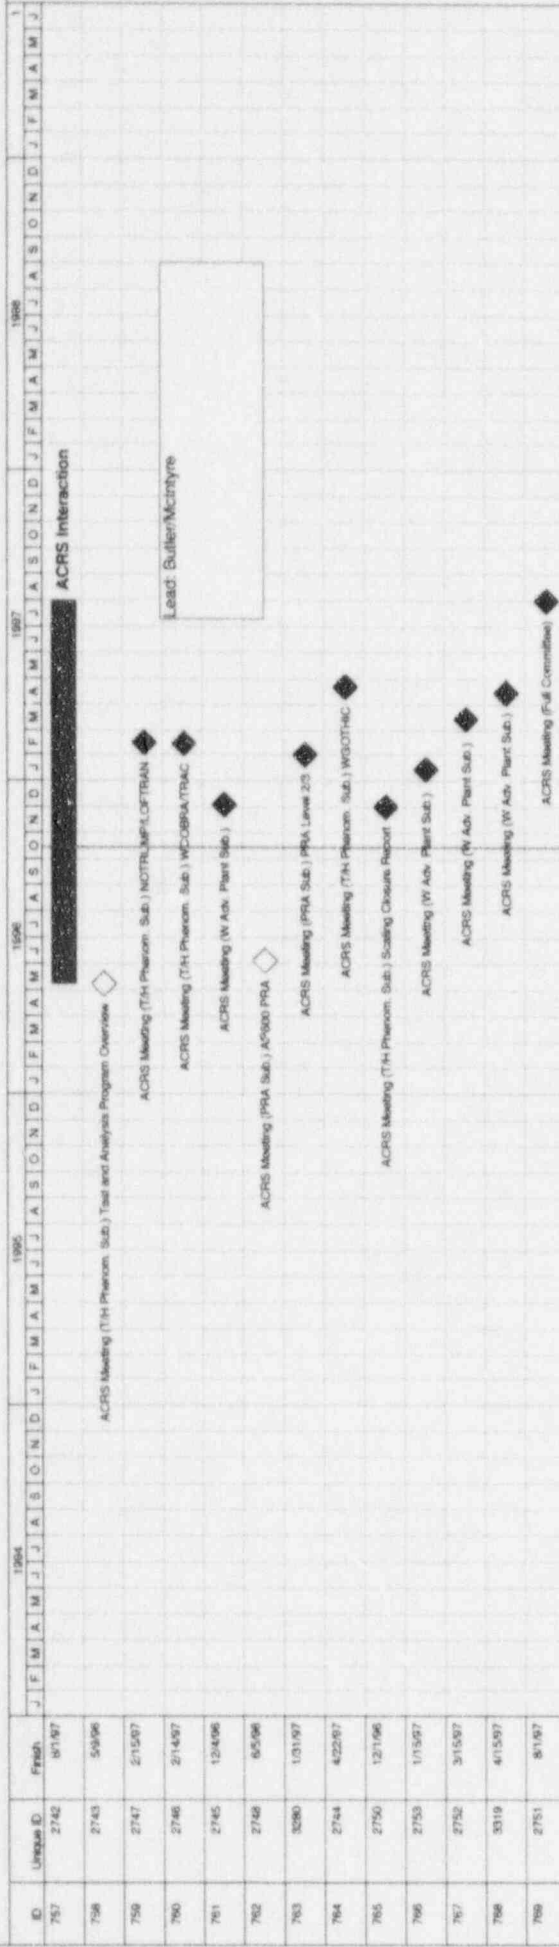 ID Unique ID Finish 1994 1995 1996 1997 1998 1
J F M A M J J A S O N D J F M A M J J A S O N D J F M A M J J A S O N D J F M A M J J A S O N D J F M A M J J A S O N D J F M A M J
757 2742 8/1/97 ACRS Interaction
758 2743 5/9/96 ACRS Meeting (T/H Phenom. Sub.) Test and Analysis Program Overview
759 2747 2/15/97 ACRS Meeting (T/H Phenom. Sub.) NOTRUMP/LOFTRAN
760 2746 2/14/97 ACRS Meeting (T/H Phenom. Sub.) WCOBRA/TRAC
Lead: Butler/McIntyre
761 2745 12/4/96 ACRS Meeting (W Adv. Plant Sub.)
762 2748 6/5/96 ACRS Meeting (PRA Sub.) AP600 PRA
763 3280 1/31/97 ACRS Meeting (PRA Sub.) PRA Level 2/3
764 2744 4/22/97 ACRS Meeting (T/H Phenom. Sub.) WGOTHIC
765 2750 12/1/96 ACRS Meeting (T/H Phenom. Sub.) Scaling Closure Report
766 2753 1/15/97 ACRS Meeting (W Adv. Plant Sub.)
767 2752 3/15/97 ACRS Meeting (W Adv. Plant Sub.)
768 3319 4/15/97 ACRS Meeting (W Adv. Plant Sub.)
769 2751 8/1/97 ACRS Meeting (Full Committee)